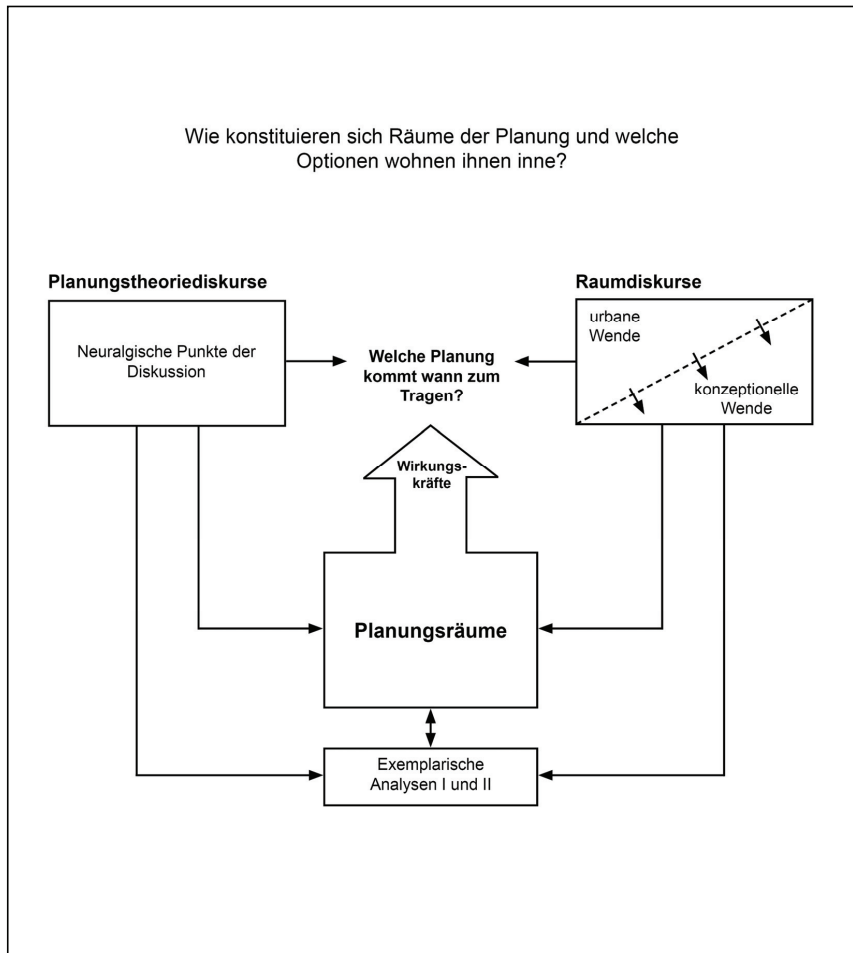 Wie konstituieren sich Räume der Planung und welche
Optionen wohnen ihnen inne?
Planungstheoriediskurse
Neuralgische Punkte der
Diskussion
Welche Planung
kommt wann zum
Tragen?
Raumdiskurse
urbane
Wende
konzeptionelle
Wende
Wirkungs-
kräfte
Planungsräume
Exemplarische
Analysen I und II